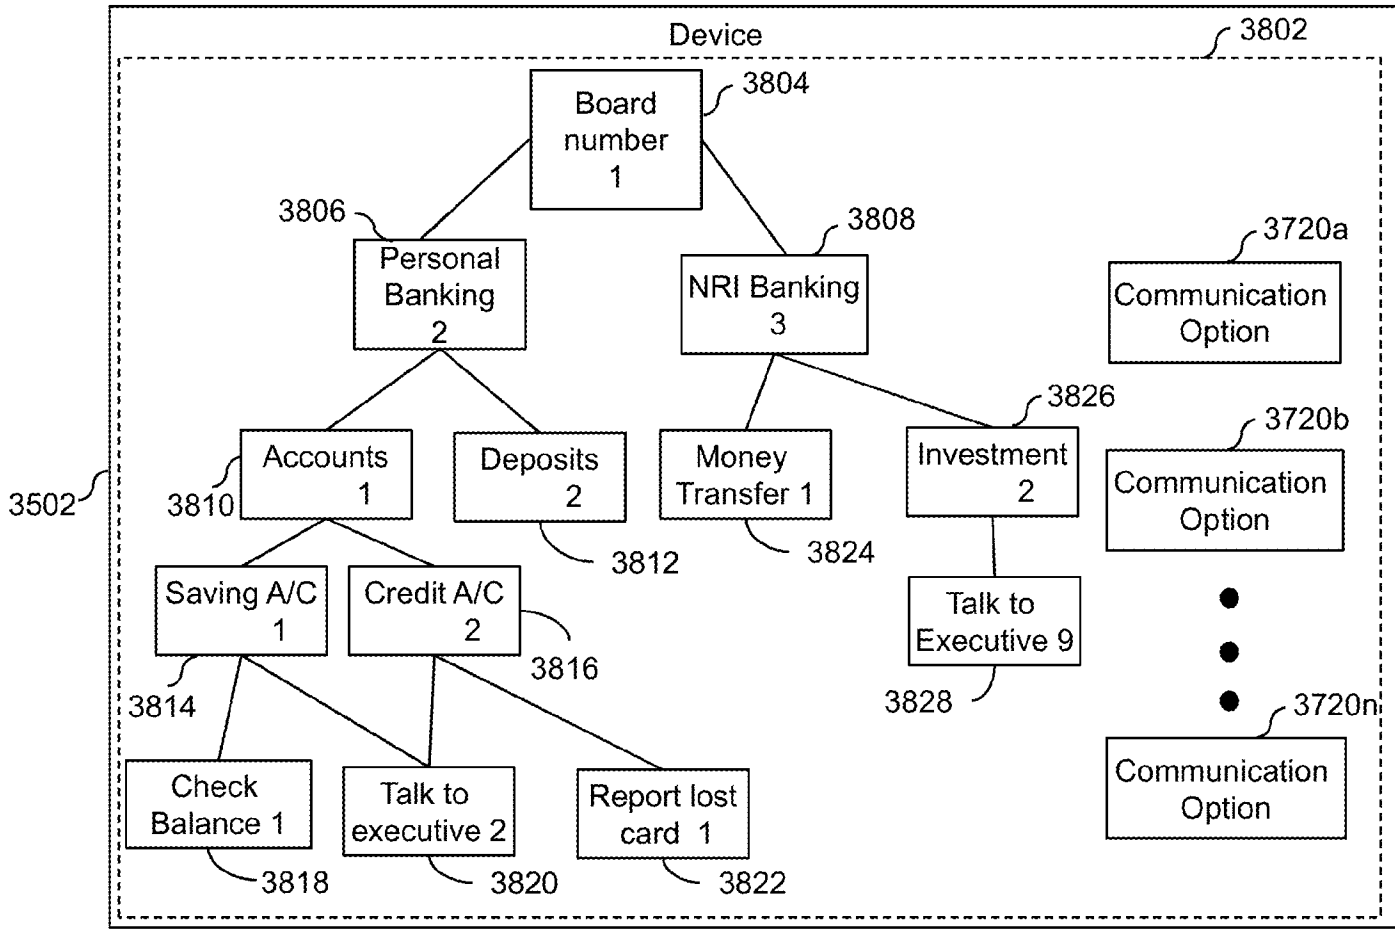 Device
3802
3804
Board
number
1
3806
3808
Personal
Banking
2
NRI Banking
3
3720a
Communication
Option
3826
3720b
Accounts
1
3810
Deposits
2
Money
Transfer 1
Investment
2
Communication
Option
3502
3812
3824
Saving A/C
1
Credit A/C
2
Talk to
Executive 9
3814
3816
3828
3720n
Check
Balance 1
Talk to
executive 2
Report lost
card 1
Communication
Option
3818
3820
3822